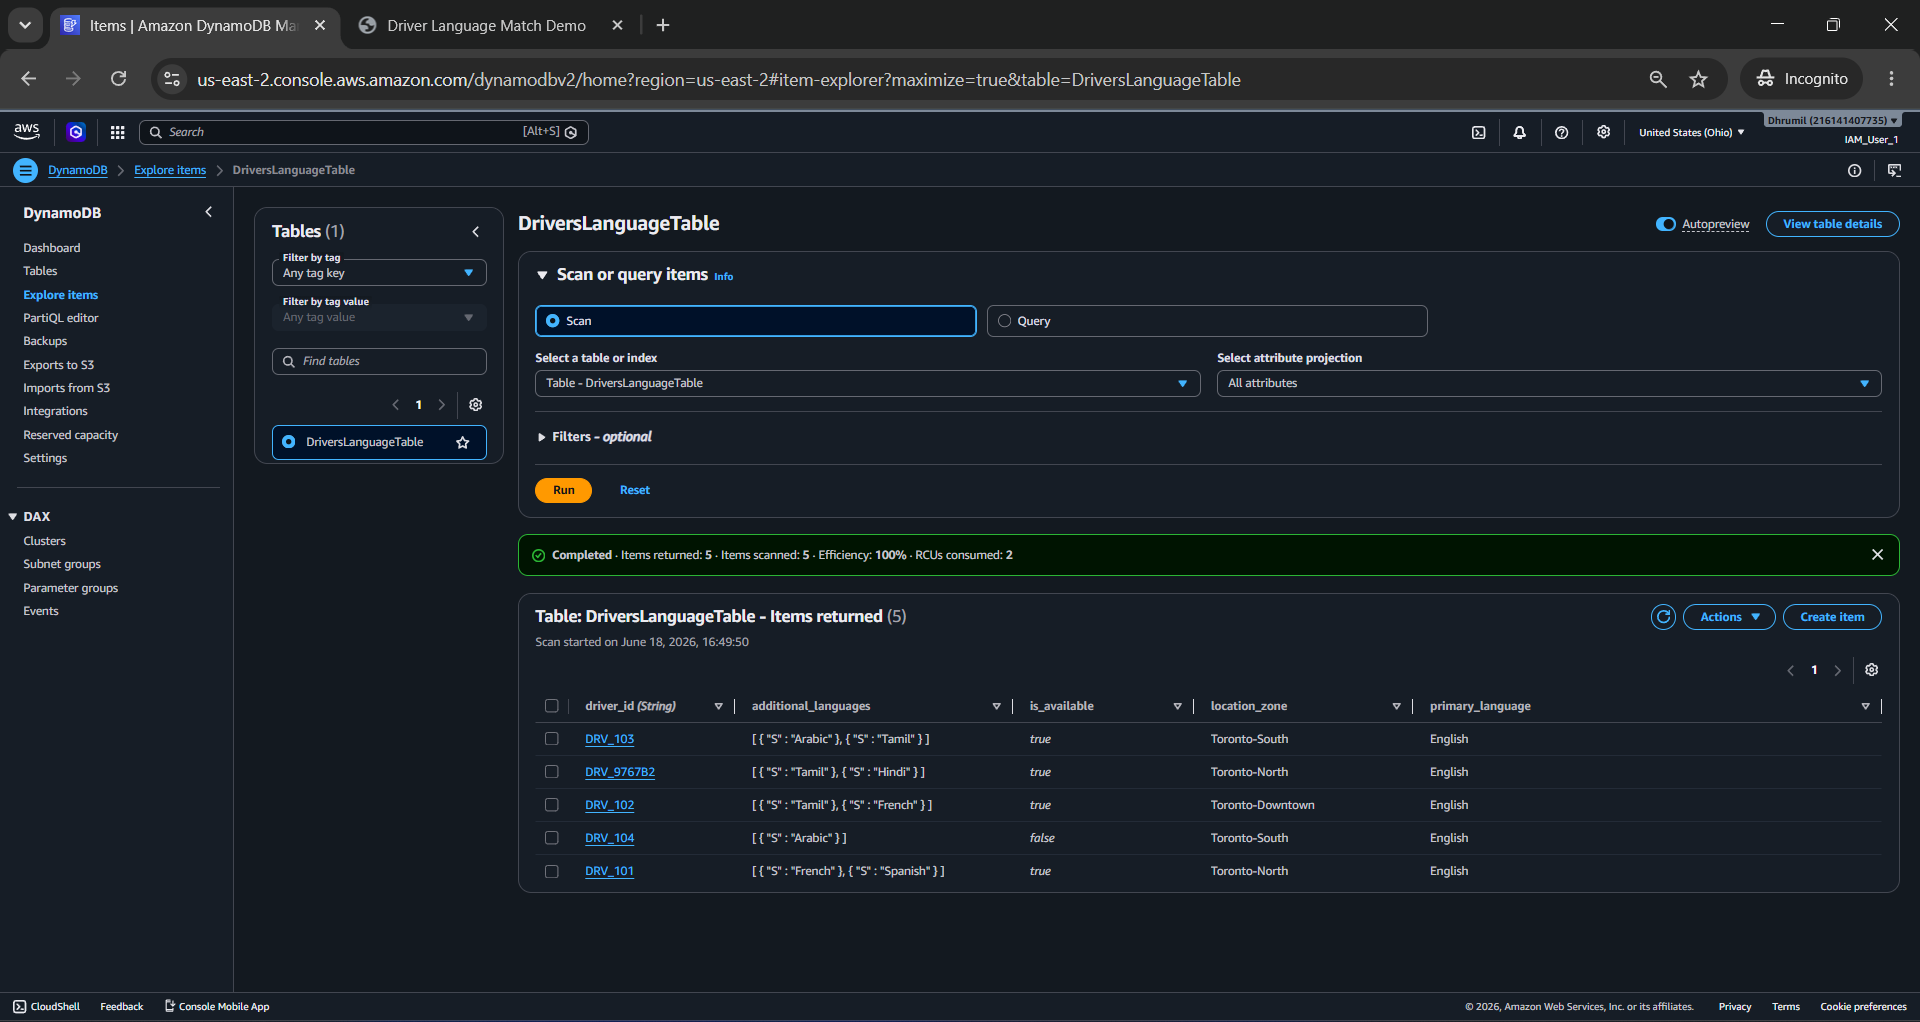 Items | Amazon DynamoDB Ma
Driver Language Match Demo
us-east-2.console.aws.amazon.com/dynamodbv2/home?region=us-east-2#item-explorer?maximize=true&table=DriversLanguageTable
Incognito
aws
Search
[Alt+S]
United States (Ohio)
Dhrumil (216141407735)
IAM_User_1
DynamoDB
Explore items
DriversLanguageTable
DynamoDB
Dashboard
Tables
Explore items
PartiQL editor
Backups
Exports to S3
Imports from S3
Integrations
Reserved capacity
Settings
DAX
Clusters
Subnet groups
Parameter groups
Events
Tables (1)
Filter by tag
Any tag key
Filter by tag value
Any tag value
Find tables
1
DriversLanguageTable
DriversLanguageTable
Autopreview
View table details
Scan or query items Info
Scan
Query
Select a table or index
Table - DriversLanguageTable
Select attribute projection
All attributes
Filters - optional
Run
Reset
Completed · Items returned: 5 · Items scanned: 5 · Efficiency: 100% · RCUs consumed: 2
Table: DriversLanguageTable - Items returned (5)
Scan started on June 18, 2026, 16:49:50
Actions
Create item
1
driver_id (String) additional_languages is_available location_zone primary_language
DRV_103 [ { "S" : "Arabic" }, { "S" : "Tamil" } ] true Toronto-South English
DRV_9767B2 [ { "S" : "Tamil" }, { "S" : "Hindi" } ] true Toronto-North English
DRV_102 [ { "S" : "Tamil" }, { "S" : "French" } ] true Toronto-Downtown English
DRV_104 [ { "S" : "Arabic" } ] false Toronto-South English
DRV_101 [ { "S" : "French" }, { "S" : "Spanish" } ] true Toronto-North English
CloudShell
Feedback
Console Mobile App
© 2026, Amazon Web Services, Inc. or its affiliates.
Privacy
Terms
Cookie preferences